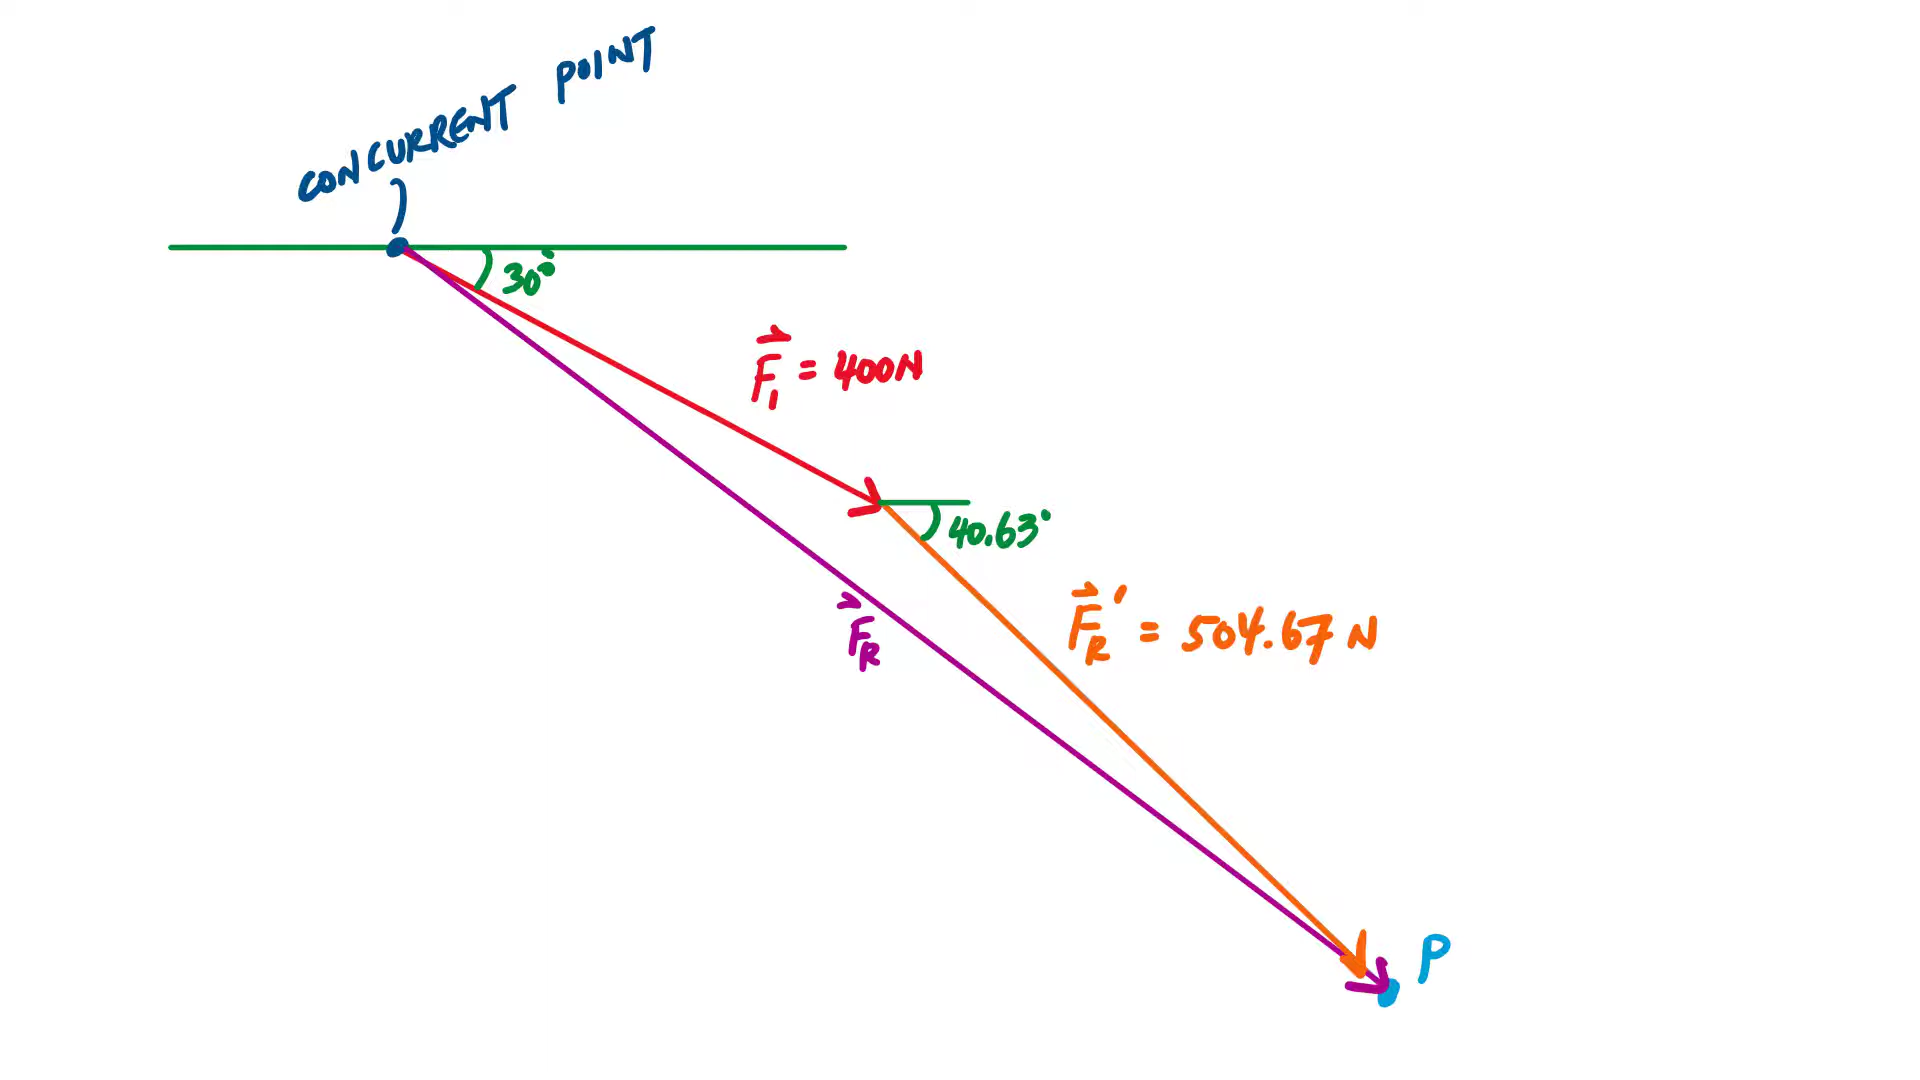 CONCURRENT POINT
30°
F₁ = 400N
40.63°
F_R' = 504.67 N
F_R
P